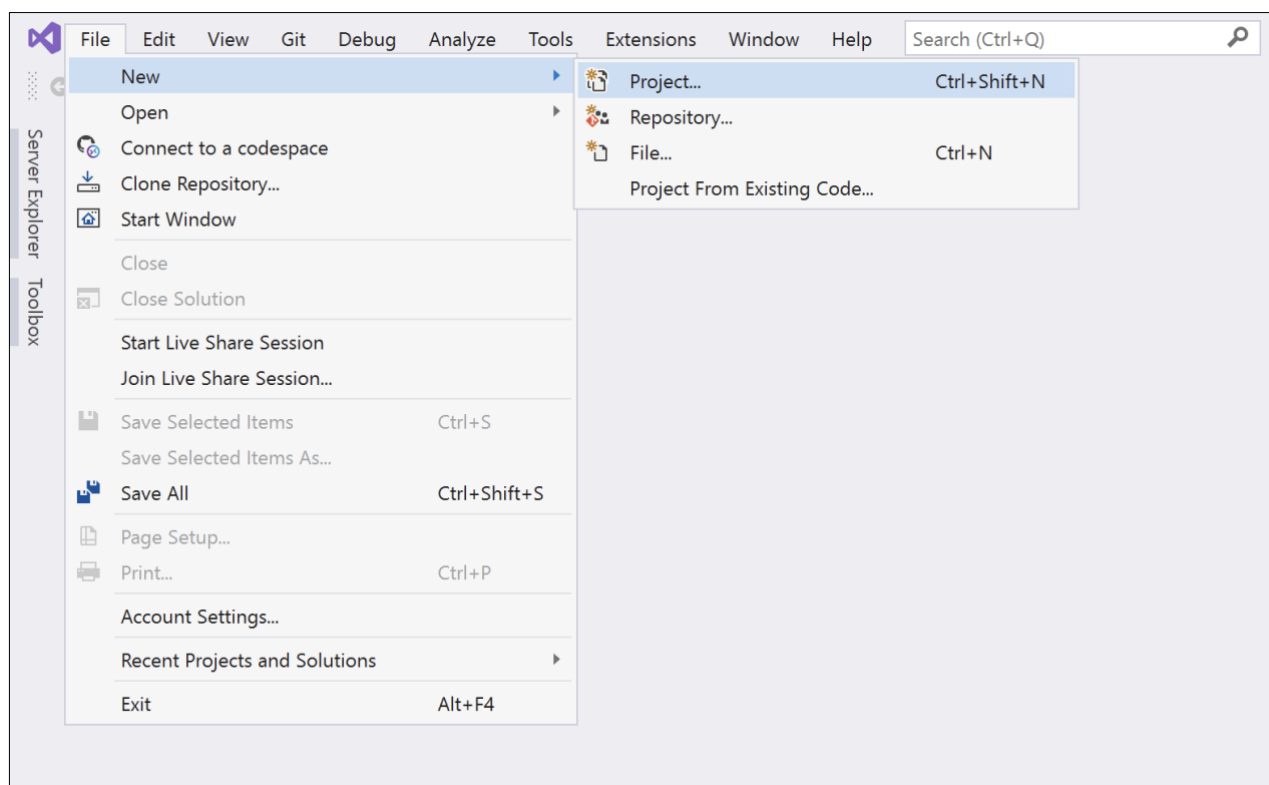 File Edit View Git Debug Analyze Tools Extensions Window Help Search (Ctrl+Q)
New
Open
Connect to a codespace
Clone Repository...
Start Window
Close
Close Solution
Start Live Share Session
Join Live Share Session...
Save Selected Items Ctrl+S
Save Selected Items As...
Save All Ctrl+Shift+S
Page Setup...
Print... Ctrl+P
Account Settings...
Recent Projects and Solutions
Exit Alt+F4
Project... Ctrl+Shift+N
Repository...
File... Ctrl+N
Project From Existing Code...
Server Explorer
Toolbox